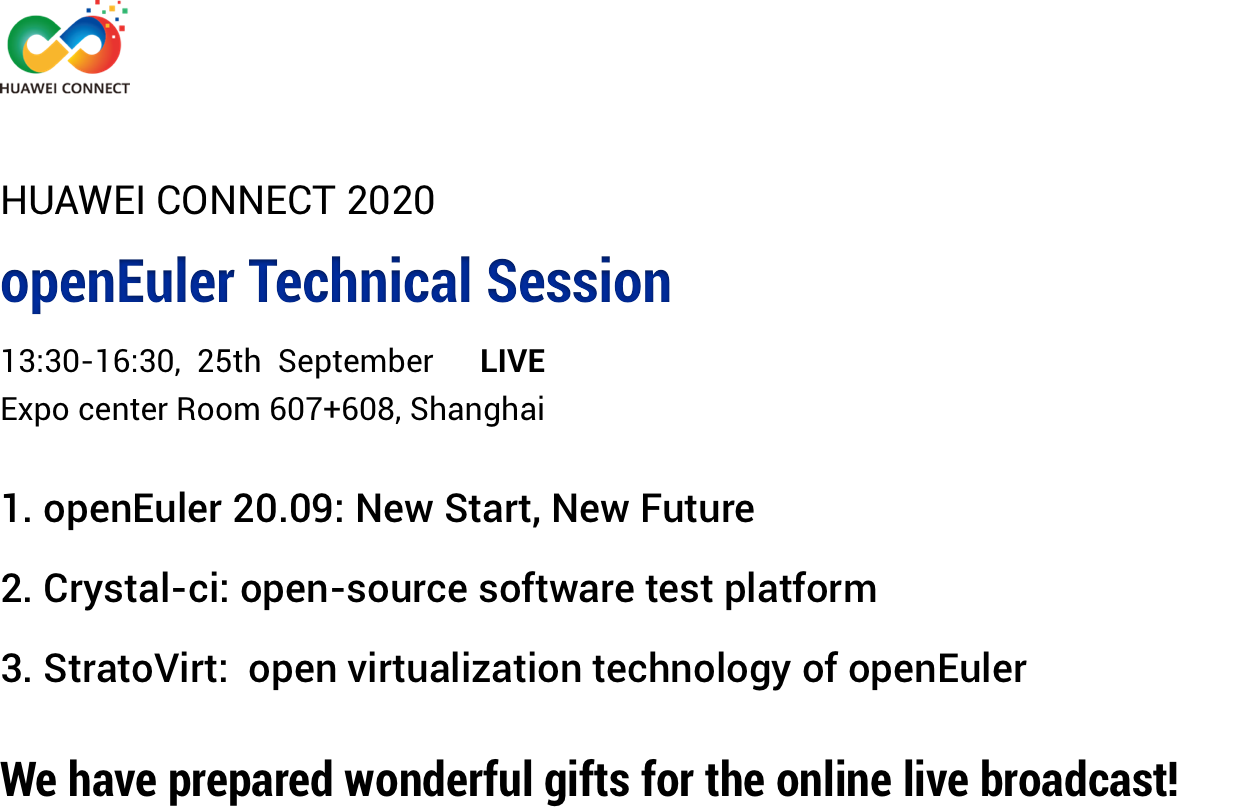 HUAWEI CONNECT
HUAWEI CONNECT 2020
openEuler Technical Session
13:30-16:30, 25th September LIVE
Expo center Room 607+608, Shanghai
1. openEuler 20.09: New Start, New Future
2. Crystal-ci: open-source software test platform
3. StratoVirt: open virtualization technology of openEuler
We have prepared wonderful gifts for the online live broadcast!